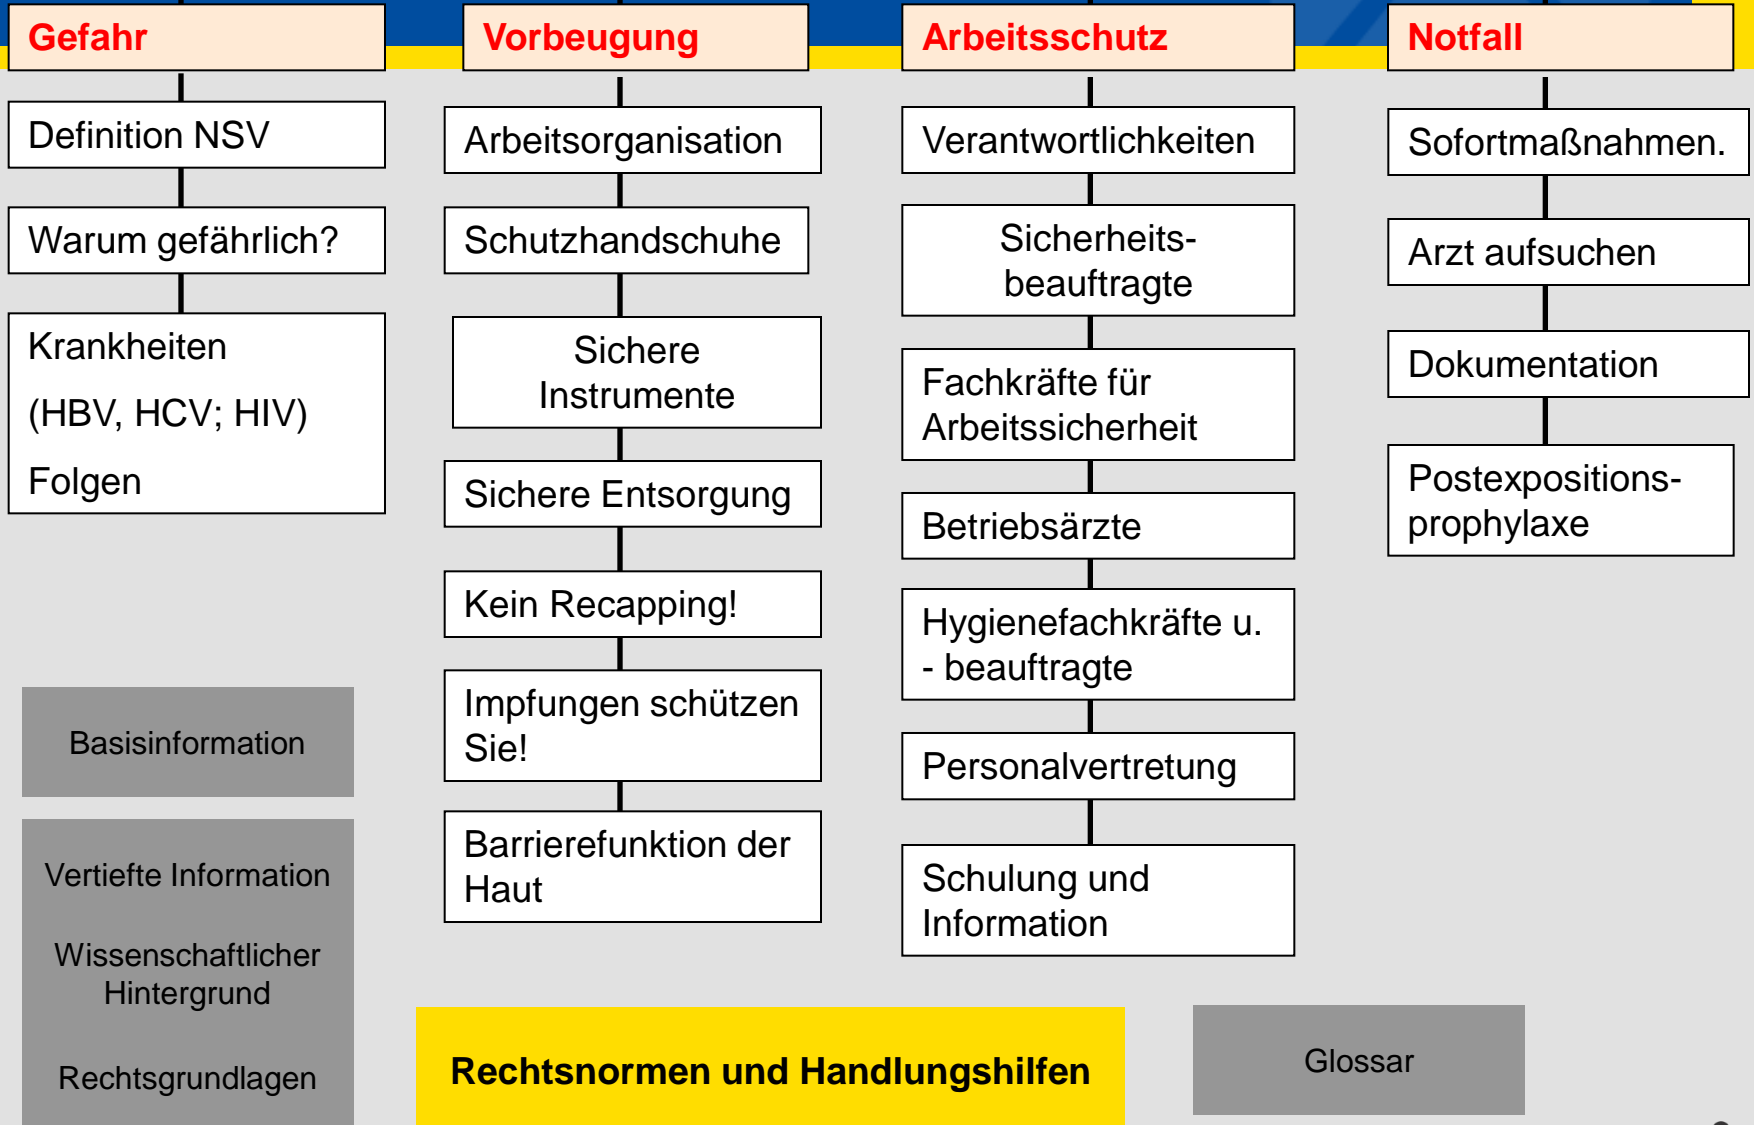 Gefahr
Definition NSV
Warum gefährlich?
Krankheiten
(HBV, HCV; HIV)
Folgen
Vorbeugung
Arbeitsorganisation
Schutzhandschuhe
Sichere
Instrumente
Sichere Entsorgung
Kein Recapping!
Impfungen schützen
Sie!
Barrierefunktion der
Haut
Arbeitsschutz
Verantwortlichkeiten
Sicherheits-
beauftragte
Fachkräfte für
Arbeitssicherheit
Betriebsärzte
Hygienefachkräfte u.
- beauftragte
Personalvertretung
Schulung und
Information
Notfall
Sofortmaßnahmen.
Arzt aufsuchen
Dokumentation
Postexpositions-
prophylaxe
Basisinformation
Vertiefte Information
Wissenschaftlicher
Hintergrund
Rechtsgrundlagen
Rechtsnormen und Handlungshilfen
Glossar